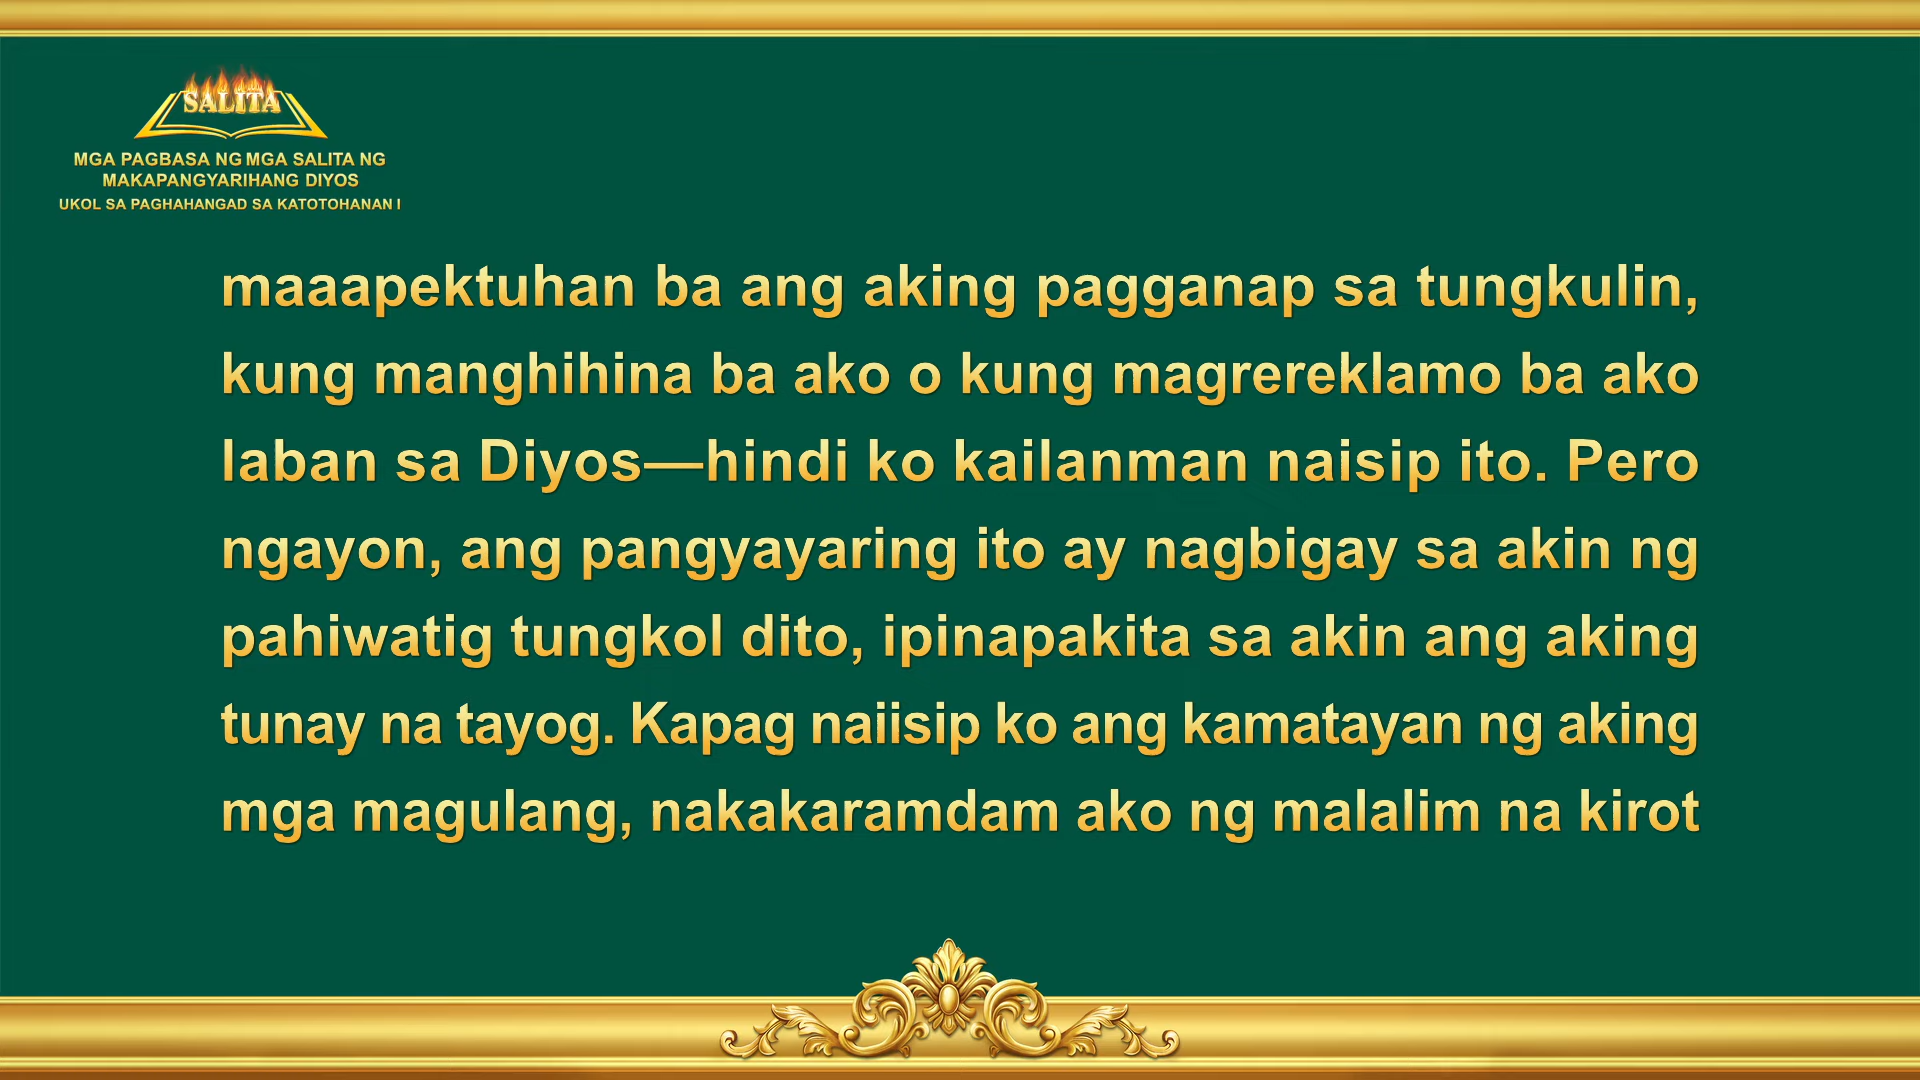 SALITA
MGA PAGBASA NG MGA SALITA NG
MAKAPANGYARIHANG DIYOS
UKOL SA PAGHAHANGAD SA KATOTOHANAN I
maaapektuhan ba ang aking pagganap sa tungkulin,
kung manghihina ba ako o kung magrereklamo ba ako
laban sa Diyos—hindi ko kailanman naisip ito. Pero
ngayon, ang pangyayaring ito ay nagbigay sa akin ng
pahiwatig tungkol dito, ipinapakita sa akin ang aking
tunay na tayog. Kapag naiisip ko ang kamatayan ng aking
mga magulang, nakakaramdam ako ng malalim na kirot